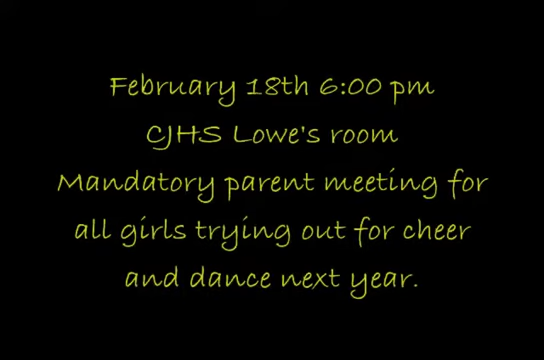 February 18th 6:00 pm
CJHS Lowe's room
Mandatory parent meeting for
all girls trying out for cheer
and dance next year.